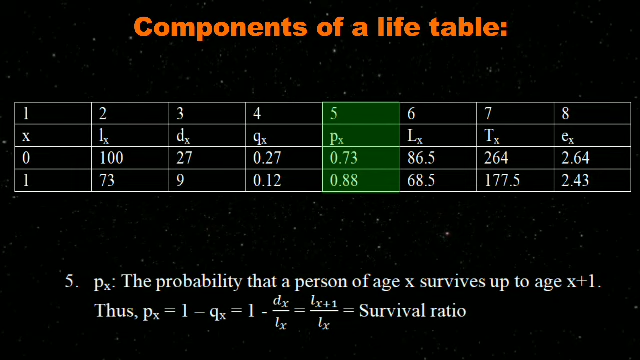 Components of a life table:
1 2 3 4 5 6 7 8
x lₓ dₓ qₓ pₓ Lₓ Tₓ eₓ
0 100 27 0.27 0.73 86.5 264 2.64
1 73 9 0.12 0.88 68.5 177.5 2.43
5. pₓ: The probability that a person of age x survives up to age x+1.
Thus, pₓ = 1 – qₓ = 1 - dₓ/lₓ = lₓ₊₁/lₓ = Survival ratio